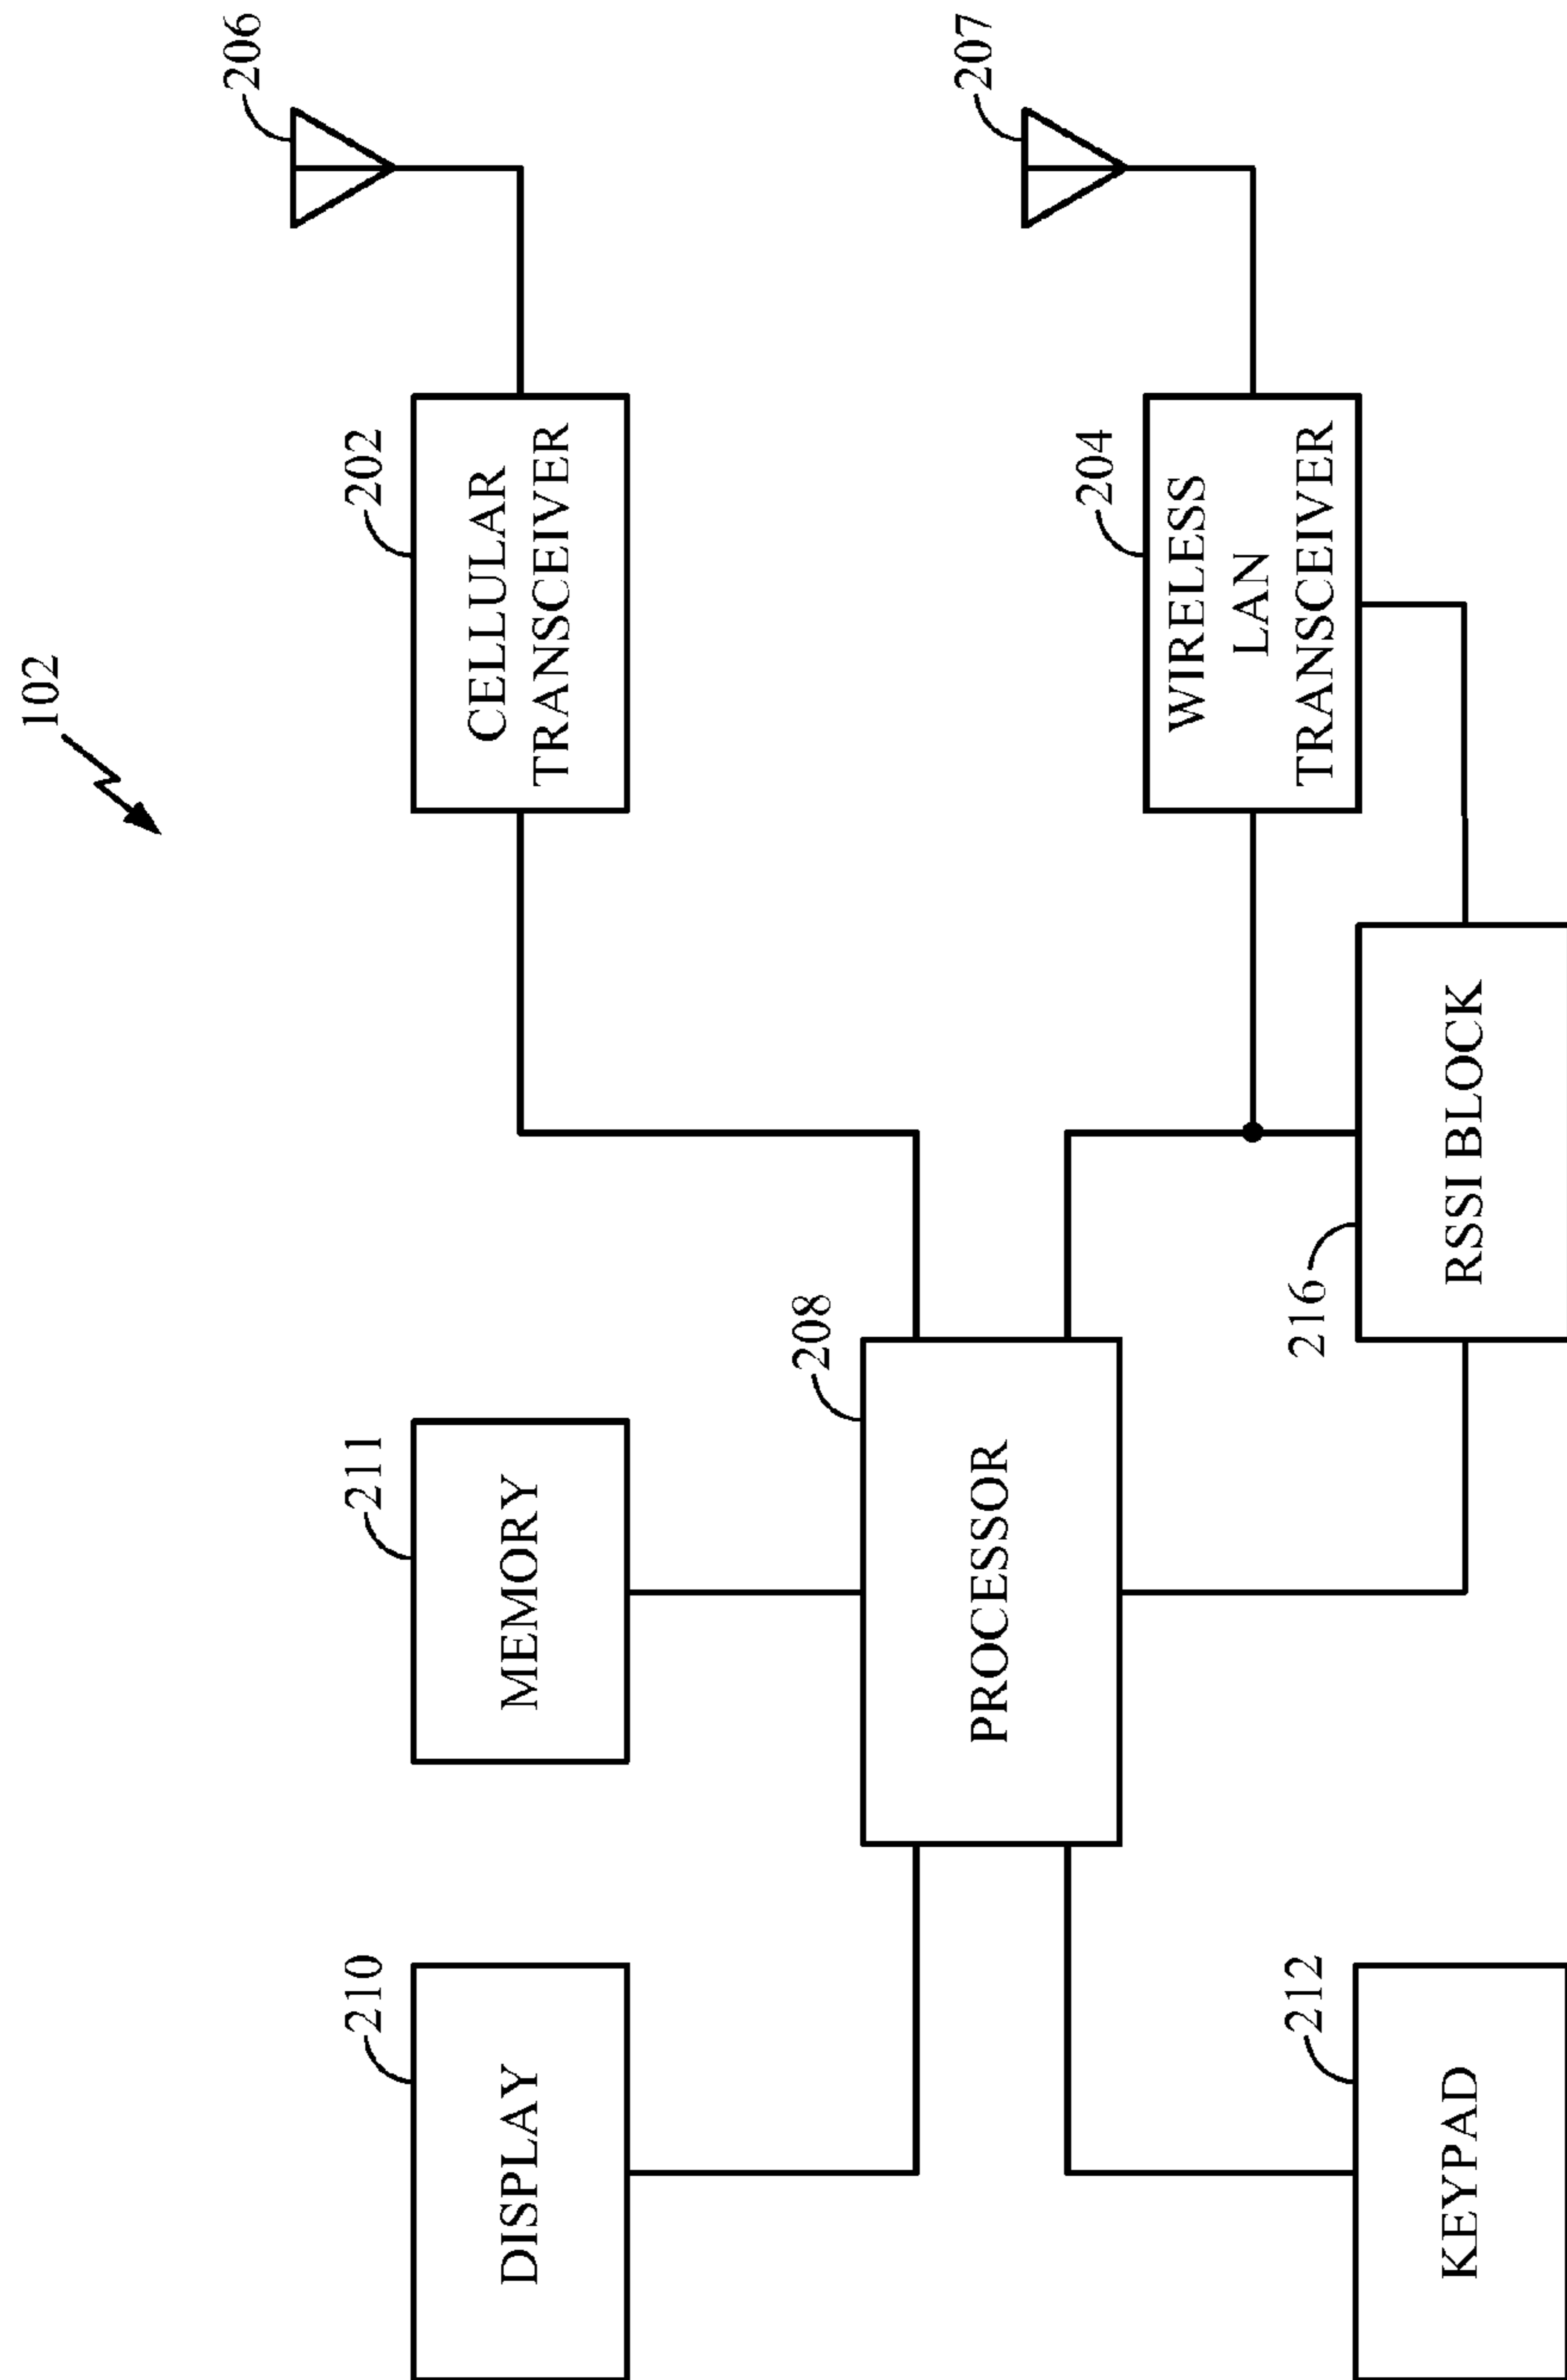 102
206
202
CELLULAR
TRANSCEIVER
211
MEMORY
210
DISPLAY
208
PROCESSOR
207
204
WIRELESS
LAN
TRANSCEIVER
216
RSSI BLOCK
212
KEYPAD